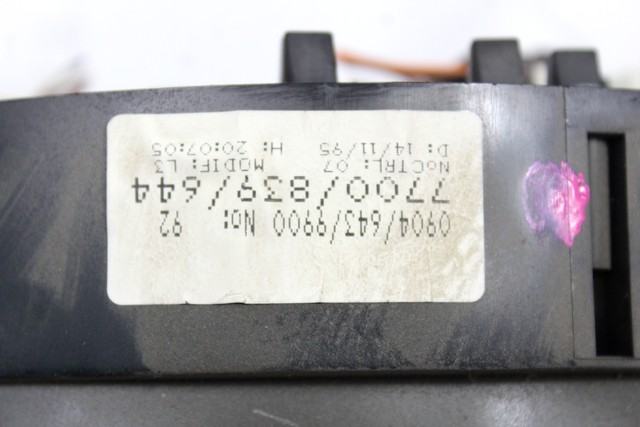 0904/643/9900 No: 92
7700/839/644
NoCTRL: 07 D: 14/11/95
MODIF: L3 H: 20:07:05